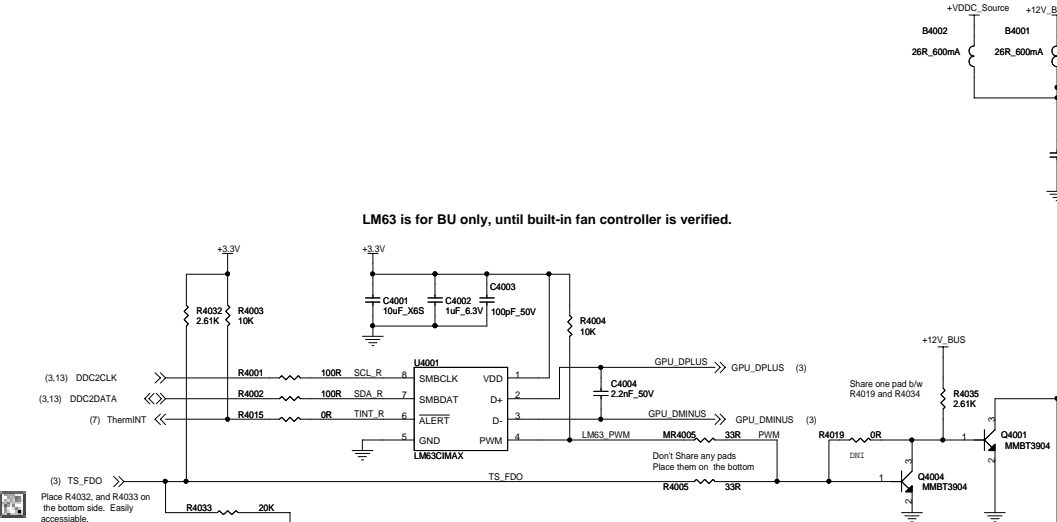 +VDDC_Source
+12V_B
B4002
B4001
26R_600mA
26R_600mA
LM63 is for BU only, until built-in fan controller is verified.
+3.3V
+3.3V
C4003
R4032
2.61K
R4003
10K
C4001
10uF_X6S
C4002
1uF_6.3V
100pF_50V
R4004
10K
+12V_BUS
U4001
GPU_DPLUS
GPU_DPLUS (3)
(3,13) DDC2CLK
R4001
100R
SCL_R
8
SMBCLK
VDD
1
C4004
2.2nF_50V
Share one pad b/w
R4019 and R4034
R4035
2.61K
(3,13) DDC2DATA
R4002
100R
SDA_R
7
SMBDAT
D+
2
(7) ThermINT
R4015
0R
TINT_R
6
ALERT
D-
3
GPU_DMINUS
GPU_DMINUS (3)
5
GND
PWM
4
LM63_PWM
MR4005
33R
PWM
R4019
0R
1
3
2
Q4001
MMBT3904
LM63CIMAX
Don't Share any pads
Place them on the bottom
DNI
(3) TS_FDO
TS_FDO
R4005
33R
1
3
2
Q4004
MMBT3904
Place R4032, and R4033 on
the bottom side. Easily
accessiable.
R4033
20K